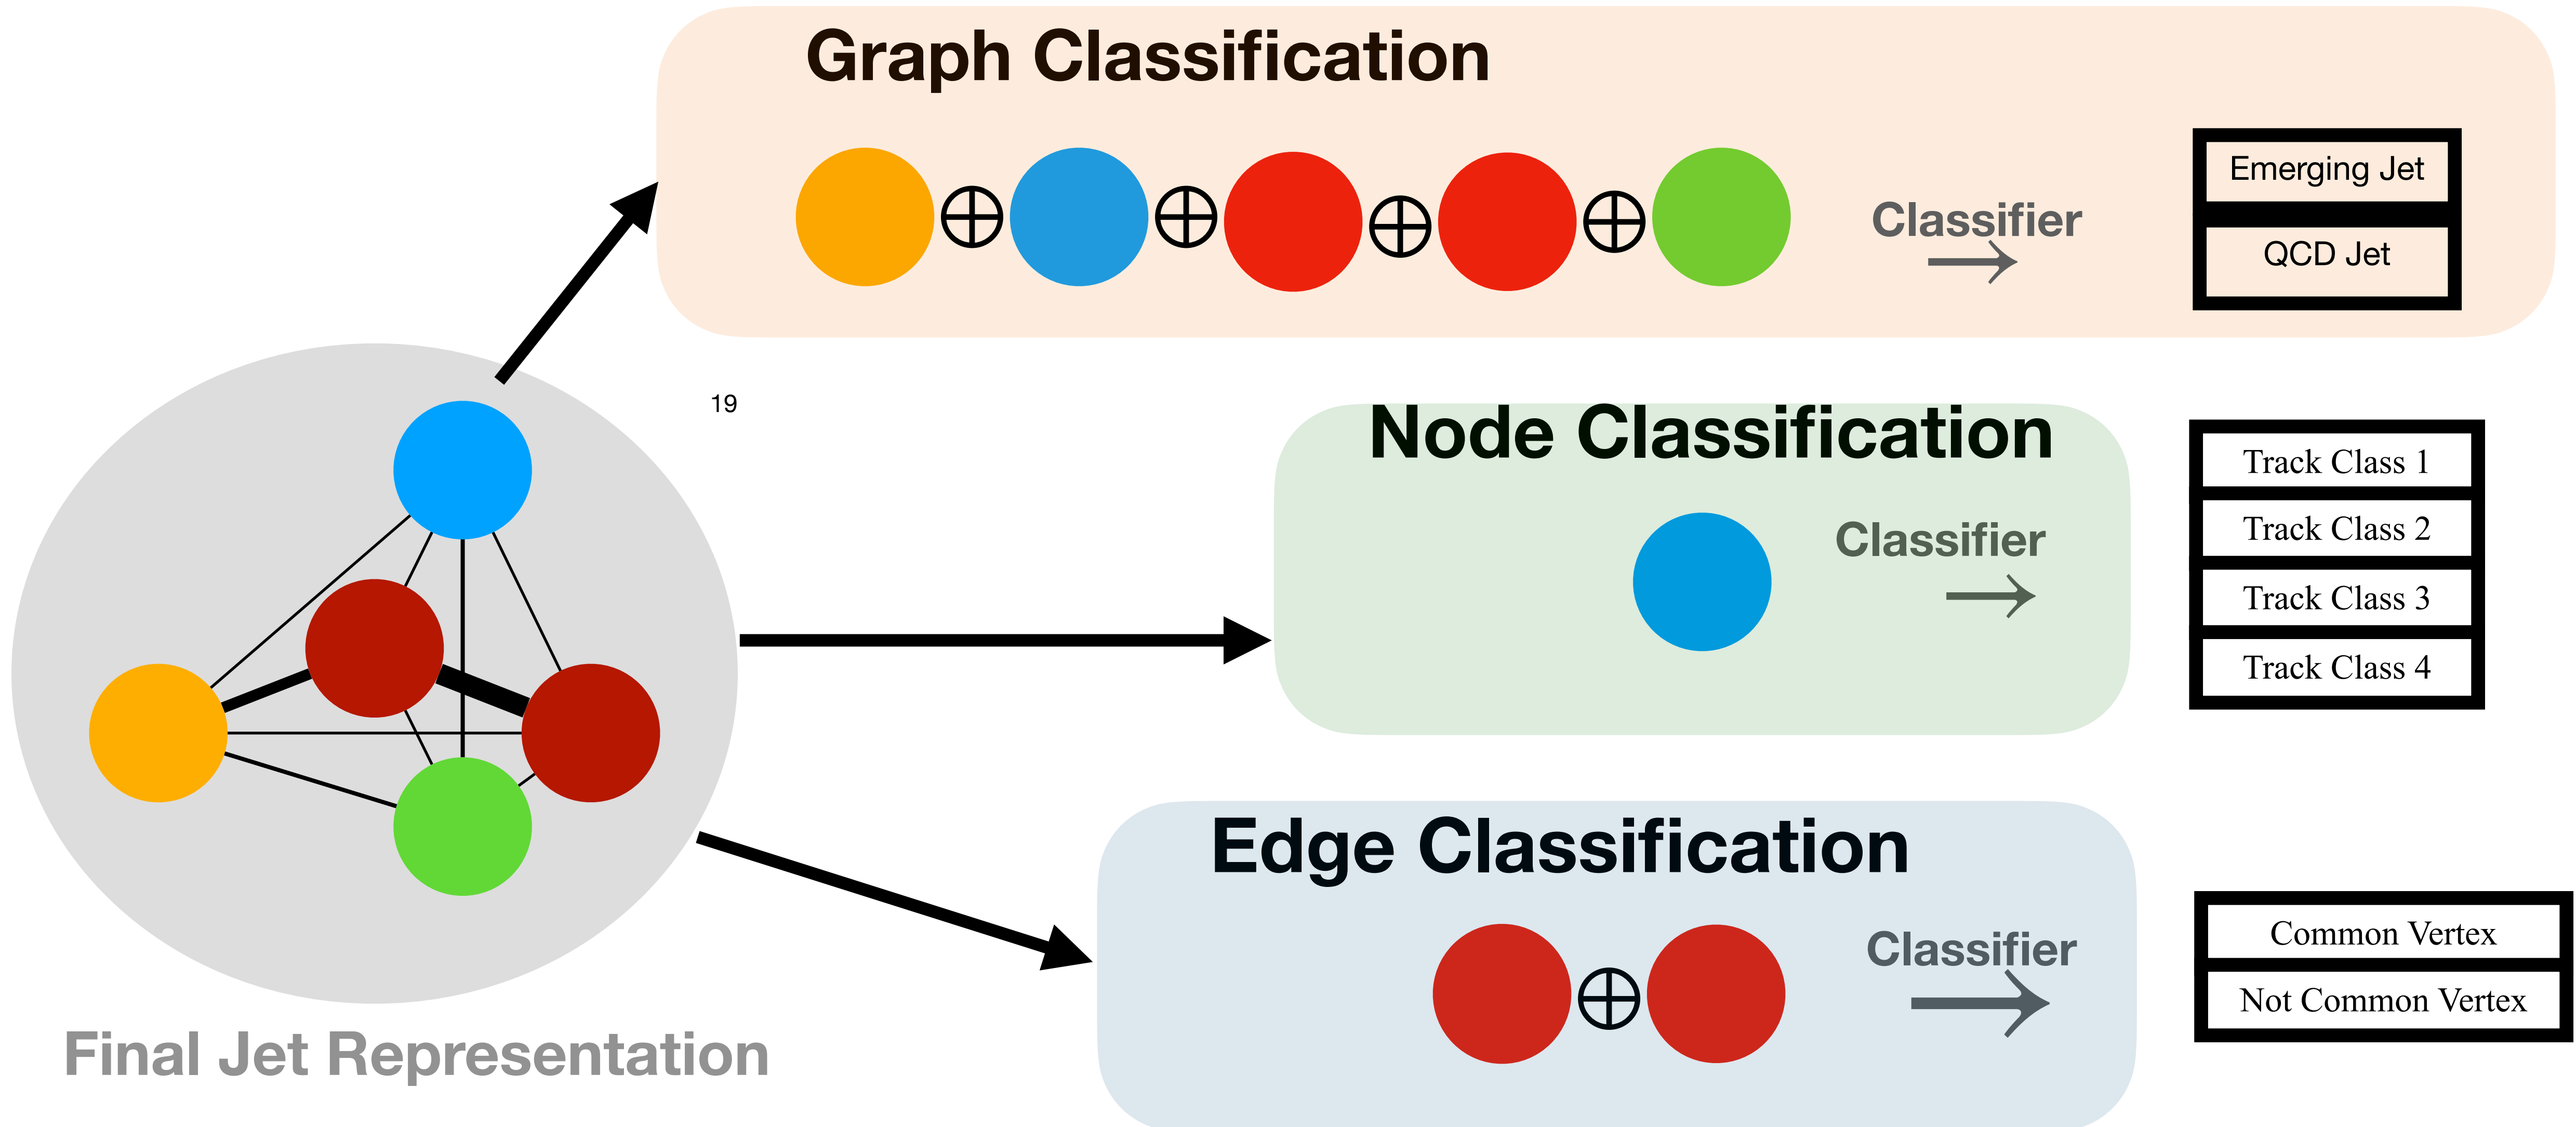 Graph Classification
Classifier
Emerging Jet
QCD Jet
19
Node Classification
Classifier
Track Class 1
Track Class 2
Track Class 3
Track Class 4
Edge Classification
Classifier
Common Vertex
Not Common Vertex
Final Jet Representation